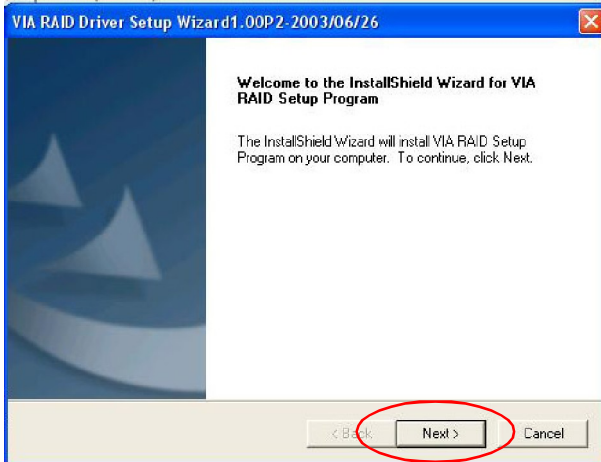 VIA RAID Driver Setup Wizard1.00P2-2003/06/26
Welcome to the InstallShield Wizard for VIA
RAID Setup Program
The InstallShield Wizard will install VIA RAID Setup
Program on your computer. To continue, click Next.
< Back Next > Cancel